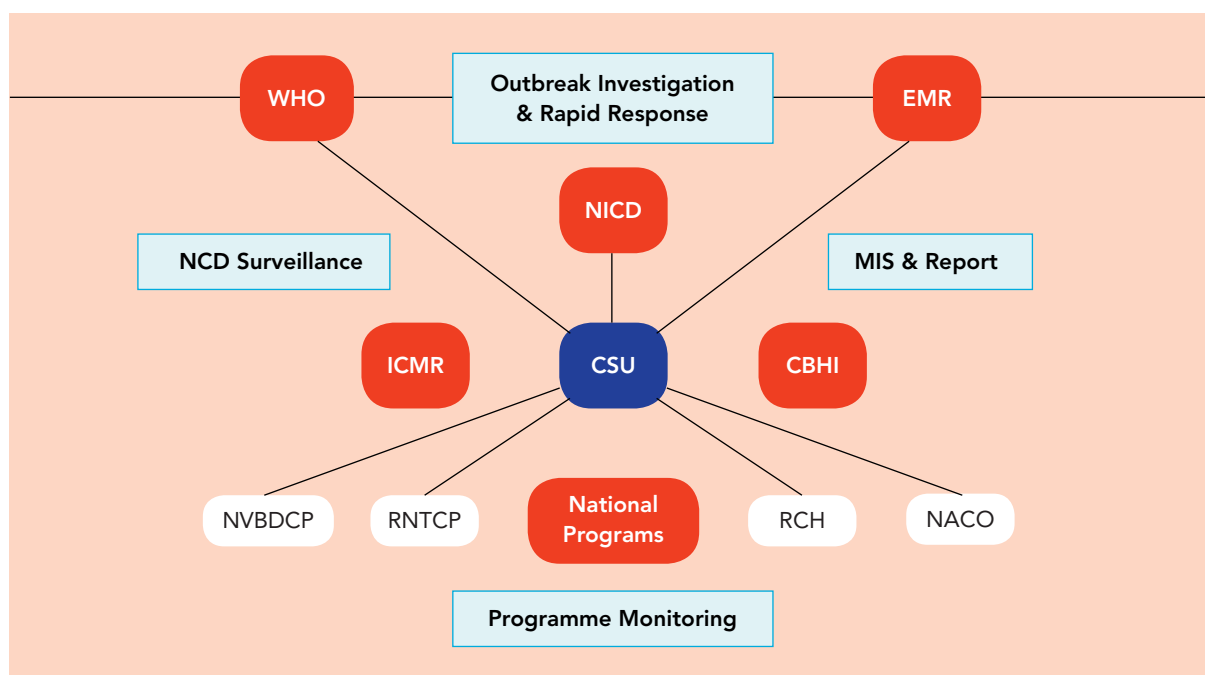 WHO
Outbreak Investigation
& Rapid Response
EMR
NICD
NCD Surveillance
MIS & Report
ICMR
CSU
CBHI
NVBDCP
RNTCP
National
Programs
RCH
NACO
Programme Monitoring